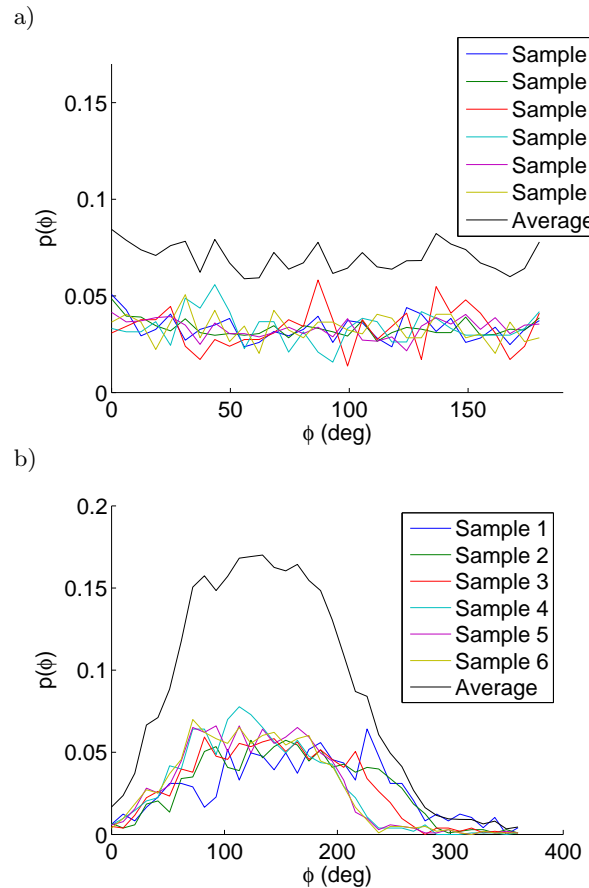 a)
Sample
Sample
Sample
Sample
Sample
Sample
Average
0.15
0.1
0.05
0
p(ϕ)
0
50
100
150
ϕ (deg)
b)
0.2
0.15
0.1
0.05
0
p(ϕ)
Sample 1
Sample 2
Sample 3
Sample 4
Sample 5
Sample 6
Average
0
100
200
300
400
ϕ (deg)